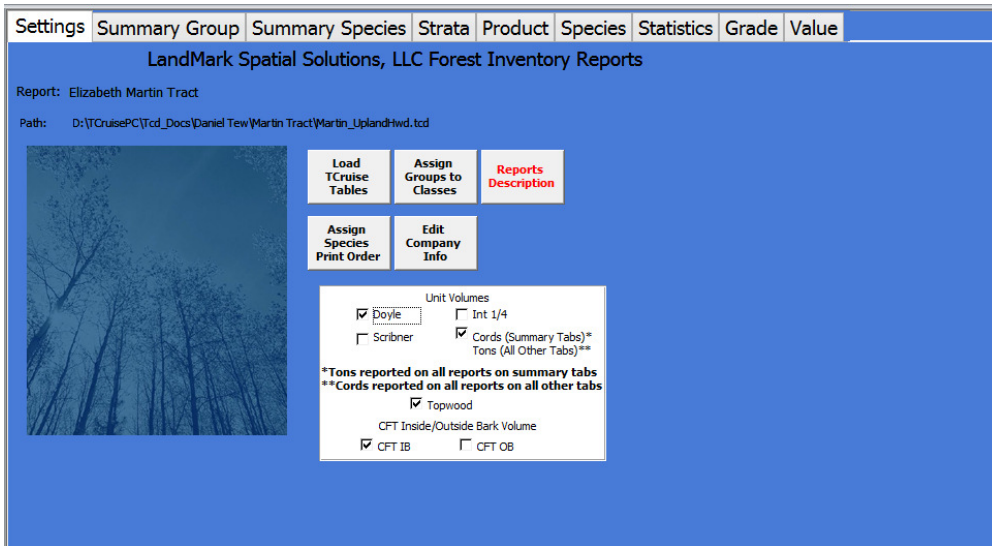 Settings Summary Group Summary Species Strata Product Species Statistics Grade Value
LandMark Spatial Solutions, LLC Forest Inventory Reports
Report: Elizabeth Martin Tract
Path: D:\TCruisePC\Tcd_Docs\Daniel Tew\Martin Tract\Martin_UplandHwd.tcd
Load
TCruise
Tables
Assign
Groups to
Classes
Reports
Description
Assign
Species
Print Order
Edit
Company
Info
Unit Volumes
Doyle Int 1/4
Scribner Cords (Summary Tabs)*
Tons (All Other Tabs)**
*Tons reported on all reports on summary tabs
**Cords reported on all reports on all other tabs
Topwood
CFT Inside/Outside Bark Volume
CFT IB CFT OB